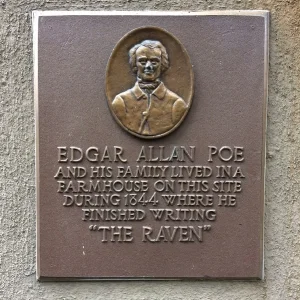 EDGAR ALLAN POE
AND HIS FAMILY LIVED IN A
FARMHOUSE ON THIS SITE
DURING 1844 WHERE HE
FINISHED WRITING
"THE RAVEN"